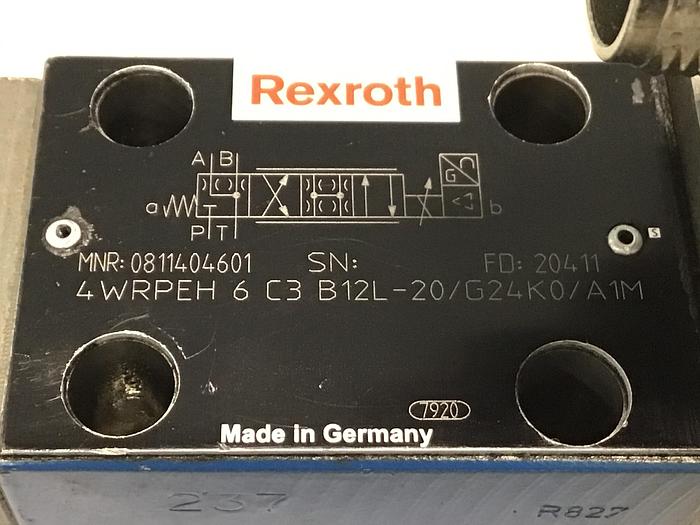 Rexroth
A B
G
a b
T
P T
S
MNR: 0811404601 SN: FD: 20411
4WRPEH 6 C3 B12L-20/G24K0/A1M
7920
Made in Germany
237
R827